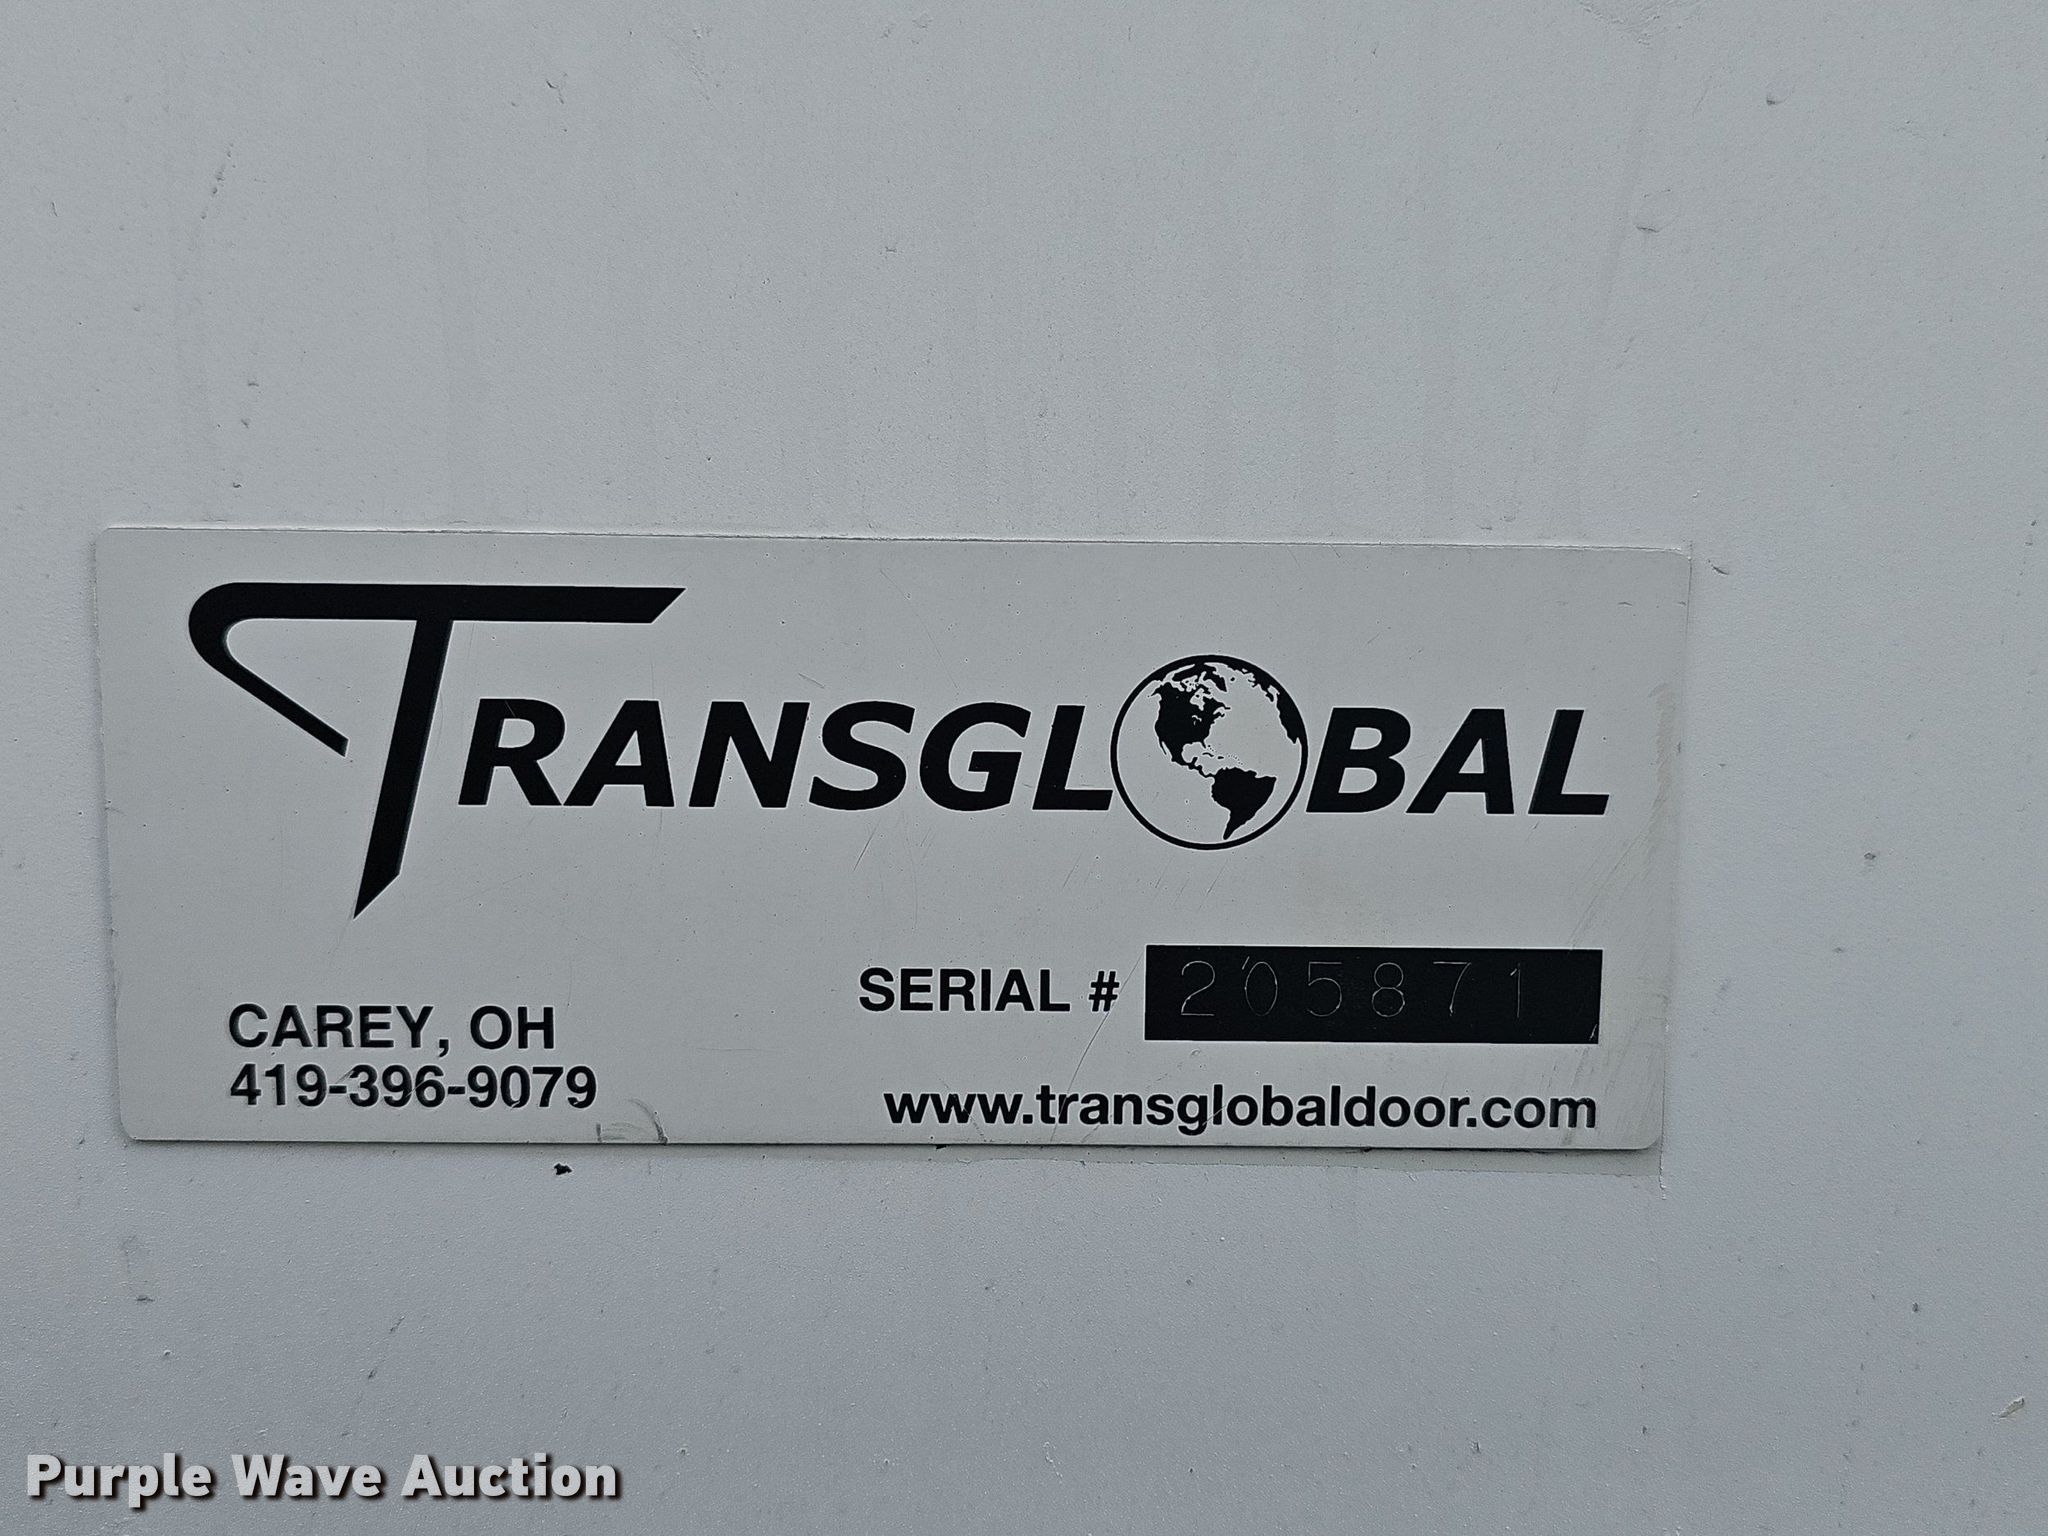 TRANSGLOBAL
SERIAL # 205871
CAREY, OH
419-396-9079
www.transglobaldoor.com
Purple Wave Auction